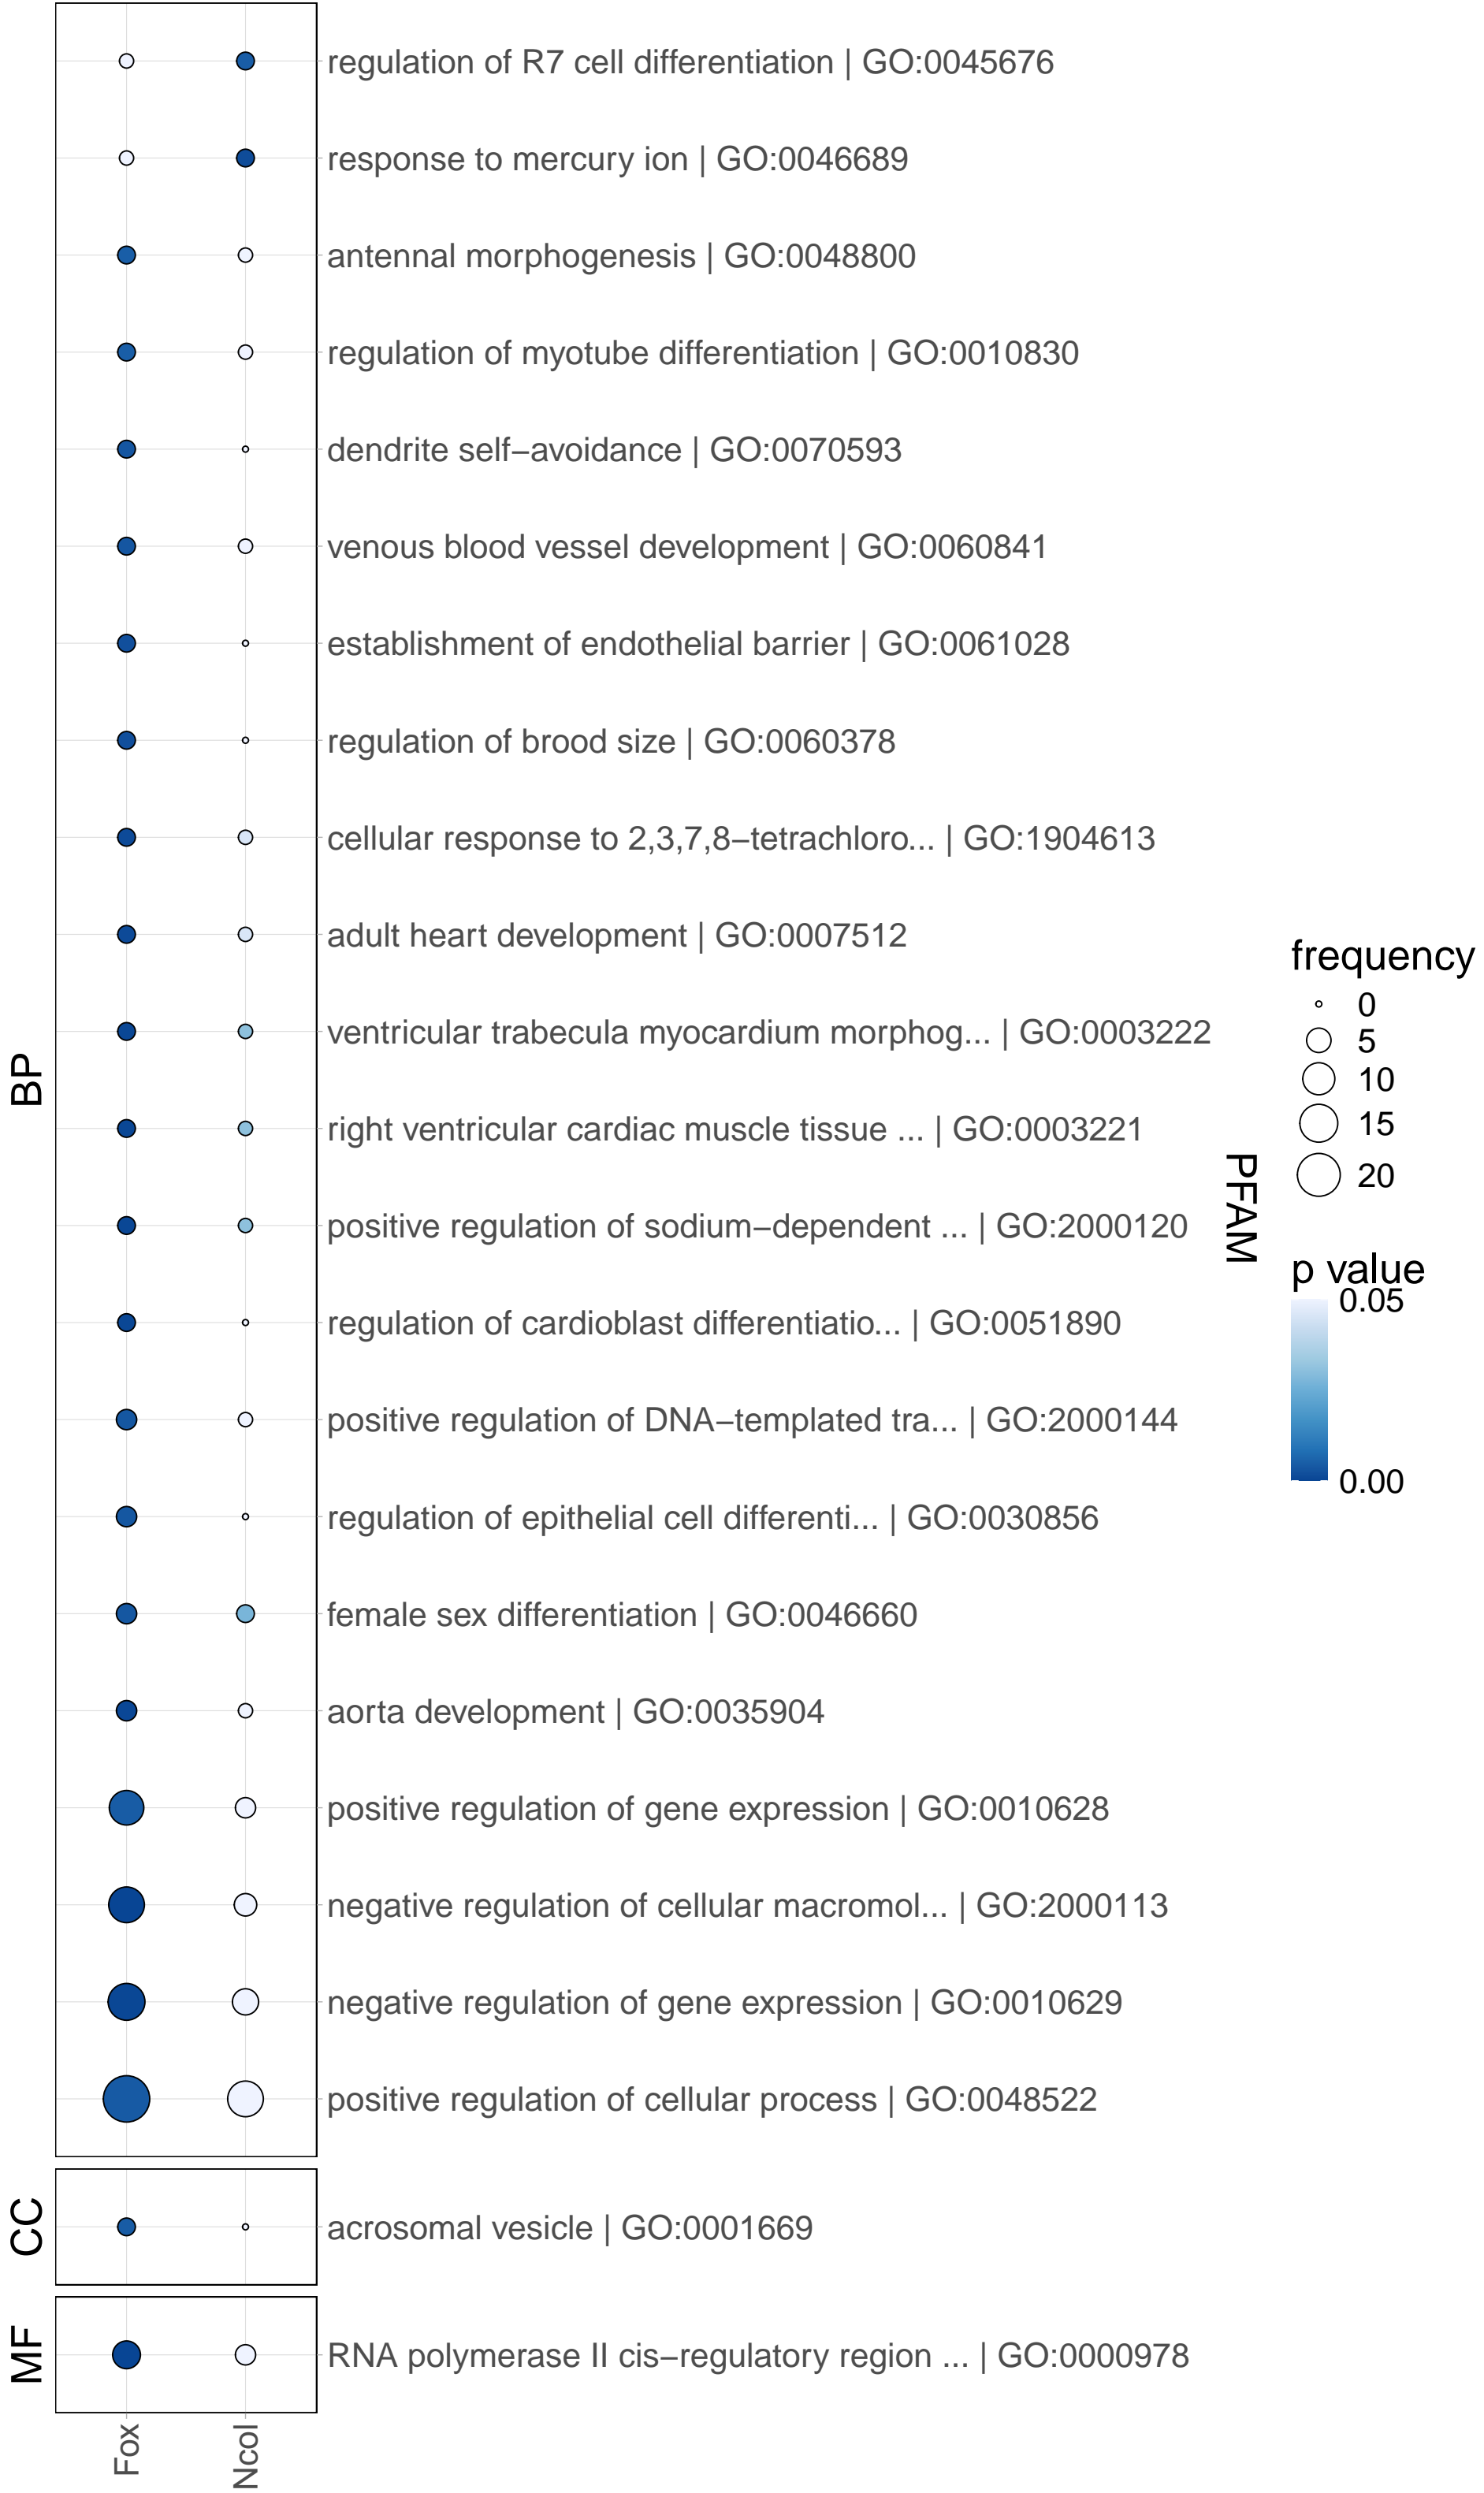 regulation of R7 cell differentiation | GO:0045676
response to mercury ion | GO:0046689
antennal morphogenesis | GO:0048800
regulation of myotube differentiation | GO:0010830
dendrite self−avoidance | GO:0070593
venous blood vessel development | GO:0060841
establishment of endothelial barrier | GO:0061028
regulation of brood size | GO:0060378
cellular response to 2,3,7,8−tetrachloro... | GO:1904613
adult heart development | GO:0007512
ventricular trabecula myocardium morphog... | GO:0003222
right ventricular cardiac muscle tissue ... | GO:0003221
positive regulation of sodium−dependent ... | GO:2000120
regulation of cardioblast differentiatio... | GO:0051890
positive regulation of DNA−templated tra... | GO:2000144
regulation of epithelial cell differenti... | GO:0030856
female sex differentiation | GO:0046660
aorta development | GO:0035904
positive regulation of gene expression | GO:0010628
negative regulation of cellular macromol... | GO:2000113
negative regulation of gene expression | GO:0010629
positive regulation of cellular process | GO:0048522
acrosomal vesicle | GO:0001669
RNA polymerase II cis−regulatory region ... | GO:0000978
BP
CC
MF
Fox
Ncol
PFAM
frequency
0
5
10
15
20
p value
0.05
0.00